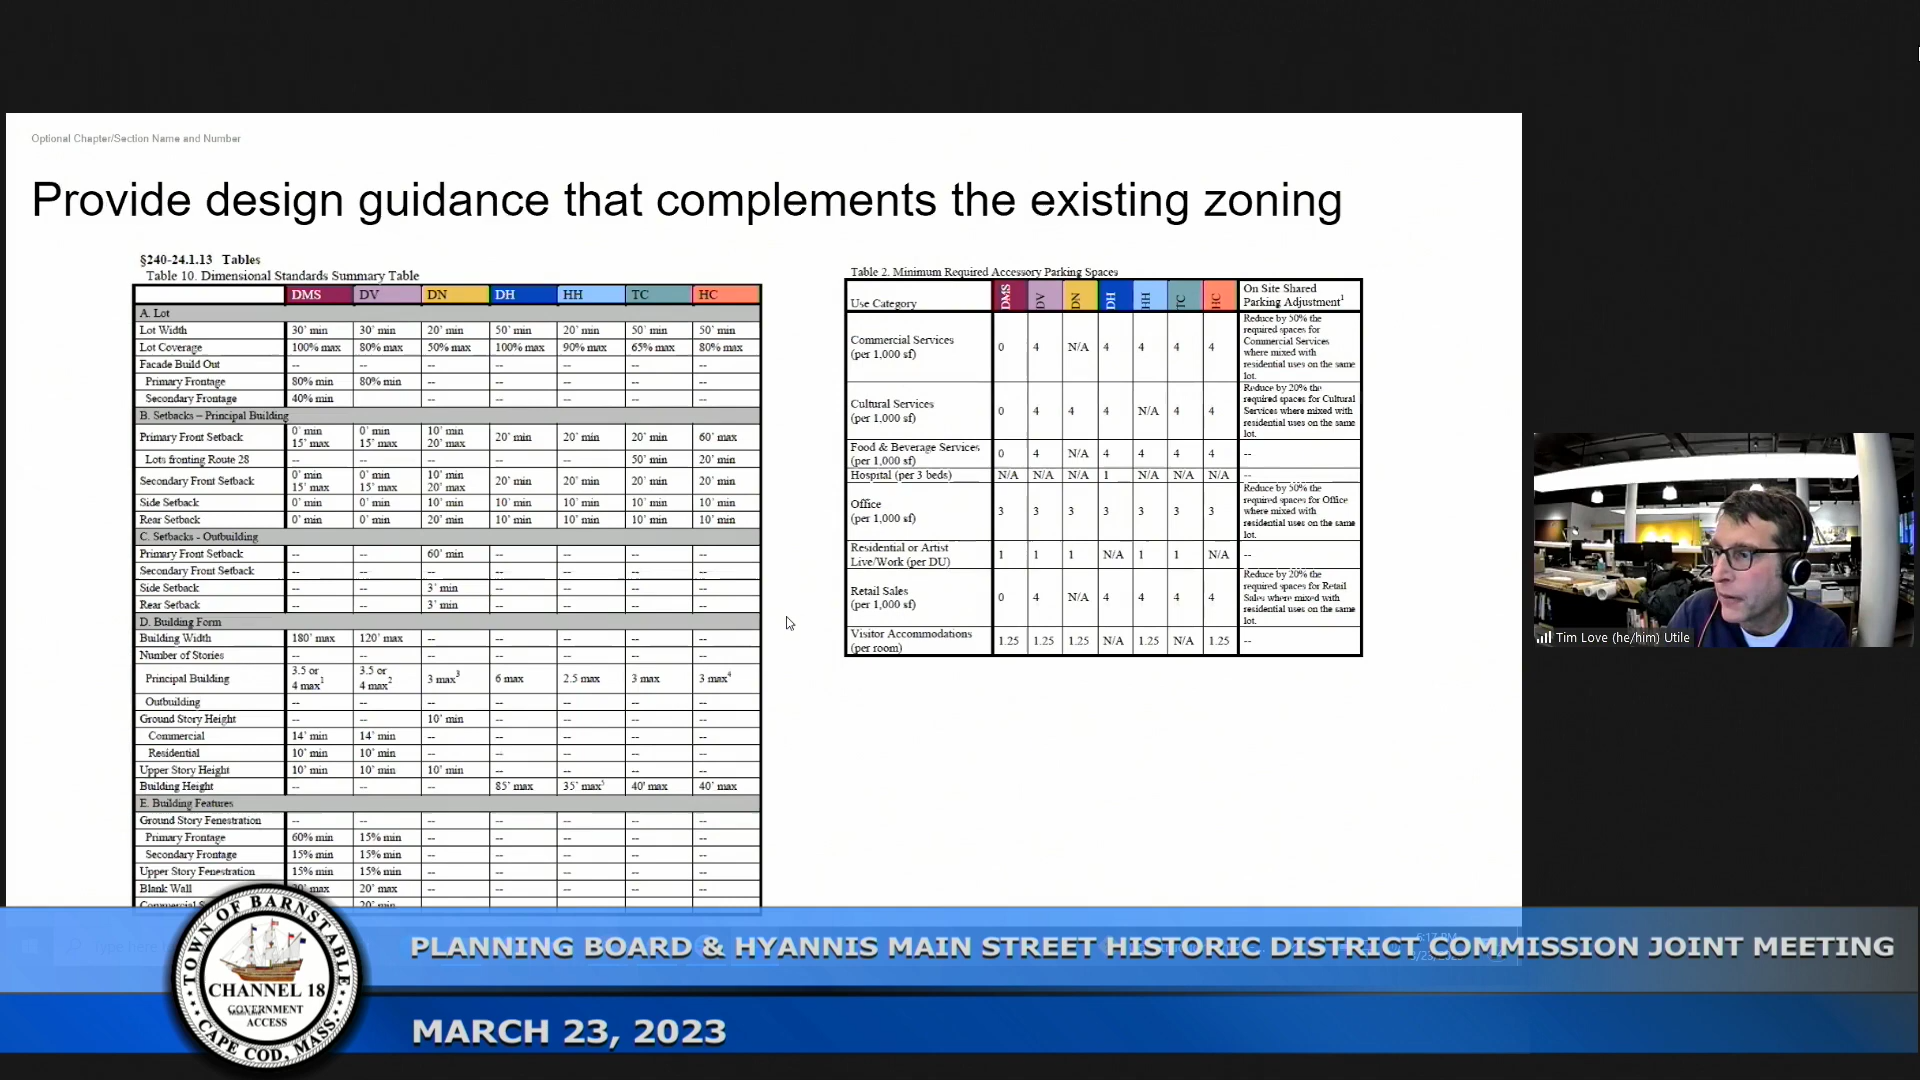 Optional Chapter/Section Name and Number
Provide design guidance that complements the existing zoning
§240-24.1.13 Tables
Table 10. Dimensional Standards Summary Table
DMS DV DN DH HH TC HC
A. Lot
Lot Width 30' min 30' min 20' min 50' min 20' min 50' min 50' min
Lot Coverage 100% max 80% max 50% max 100% max 90% max 65% max 80% max
Facade Build Out -- -- -- -- -- -- --
Primary Frontage 80% min 80% min -- -- -- -- --
Secondary Frontage 40% min -- -- -- -- --
B. Setbacks – Principal Building
Primary Front Setback 0' min 15' max 0' min 15' max 10' min 20' max 20' min 20' min 20' min 60' max
Lots fronting Route 28 -- -- -- -- -- 50' min 20' min
Secondary Front Setback 0' min 15' max 0' min 15' max 10' min 20' max 20' min 20' min 20' min 20' min
Side Setback 0' min 0' min 10' min 10' min 10' min 10' min 10' min
Rear Setback 0' min 0' min 20' min 10' min 10' min 10' min 10' min
C. Setbacks - Outbuilding
Primary Front Setback -- -- 60' min -- -- -- --
Secondary Front Setback -- -- -- -- -- -- --
Side Setback -- -- 3' min -- -- -- --
Rear Setback -- -- 3' min -- -- -- --
D. Building Form
Building Width 180' max 120' max -- -- -- -- --
Number of Stories -- -- -- -- -- -- --
Principal Building 3.5 or 4 max1 3.5 or 4 max2 3 max3 6 max 2.5 max 3 max 3 max4
Outbuilding -- -- -- -- -- -- --
Ground Story Height -- -- 10' min -- -- -- --
Commercial 14' min 14' min -- -- -- -- --
Residential 10' min 10' min -- -- -- -- --
Upper Story Height 10' min 10' min 10' min -- -- -- --
Building Height -- -- -- 85' max 35' max5 40' max 40' max
E. Building Features
Ground Story Fenestration -- -- -- -- -- -- --
Primary Frontage 60% min 15% min -- -- -- -- --
Secondary Frontage 15% min 15% min -- -- -- -- --
Upper Story Fenestration 15% min 15% min -- -- -- -- --
Blank Wall 20' max 20' max -- -- -- -- --
20' min -- -- -- -- --
Table 2. Minimum Required Accessory Parking Spaces
Use Category DMS DV DN DH HH TC HC On Site Shared Parking Adjustment1
Commercial Services (per 1,000 sf) 0 4 N/A 4 4 4 4 Reduce by 50% the required spaces for Commercial Services where mixed with residential uses on the same lot.
Cultural Services (per 1,000 sf) 0 4 4 4 N/A 4 4 Reduce by 20% the required spaces for Cultural Services where mixed with residential uses on the same lot.
Food & Beverage Services (per 1,000 sf) 0 4 N/A 4 4 4 4 --
Hospital (per 3 beds) N/A N/A N/A 1 N/A N/A N/A --
Office (per 1,000 sf) 3 3 3 3 3 3 3 Reduce by 50% the required spaces for Office where mixed with residential uses on the same lot.
Residential or Artist Live/Work (per DU) 1 1 1 N/A 1 1 N/A --
Retail Sales (per 1,000 sf) 0 4 N/A 4 4 4 4 Reduce by 20% the required spaces for Retail Sales where mixed with residential uses on the same lot.
Visitor Accommodations (per room) 1.25 1.25 1.25 N/A 1.25 N/A 1.25 --
Tim Love (he/him) Utile
TOWN OF BARNSTABLE
CHANNEL 18
GOVERNMENT
ACCESS
CAPE COD, MASS.
PLANNING BOARD & HYANNIS MAIN STREET HISTORIC DISTRICT COMMISSION JOINT MEETING
MARCH 23, 2023